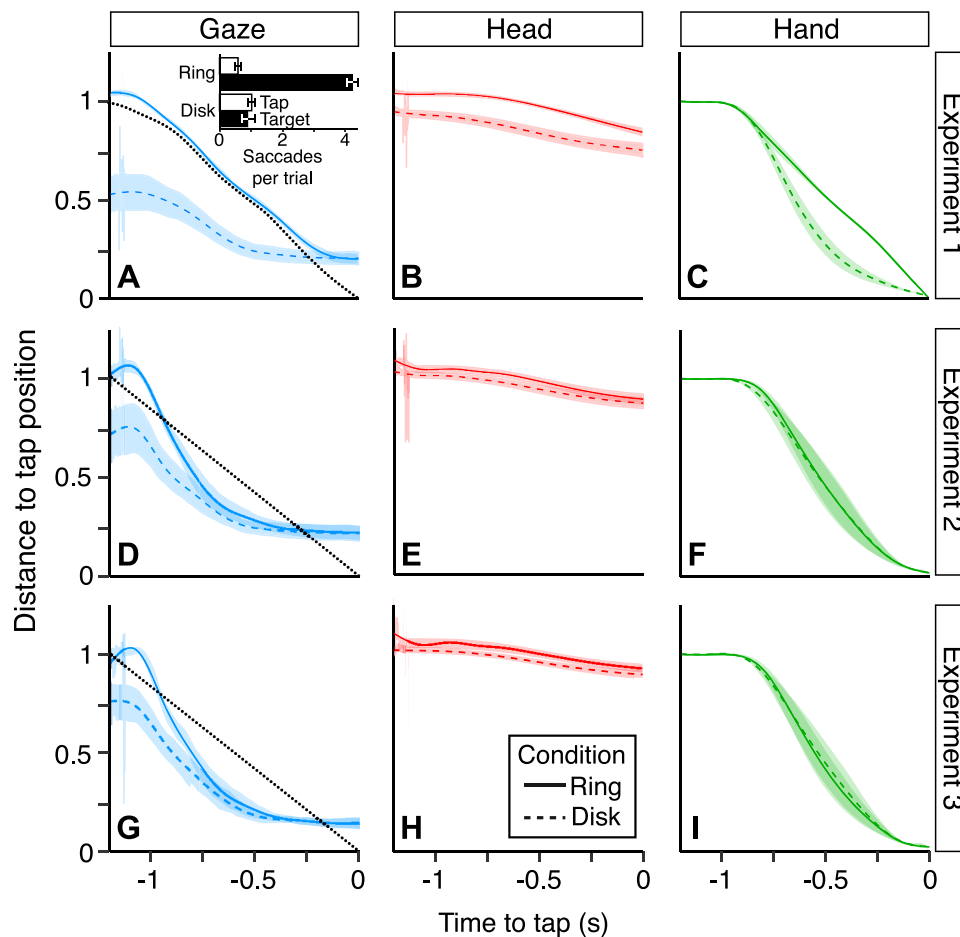 Gaze
Head
Hand
Ring
Disk
Tap
Target
0
2
4
Saccades
per trial
1
0.5
0
A
B
C
Experiment 1
1
0.5
0
D
E
F
Experiment 2
Distance to tap position
1
0.5
0
G
H
Condition
Ring
Disk
I
Experiment 3
-1
-0.5
0
-1
-0.5
0
-1
-0.5
0
Time to tap (s)